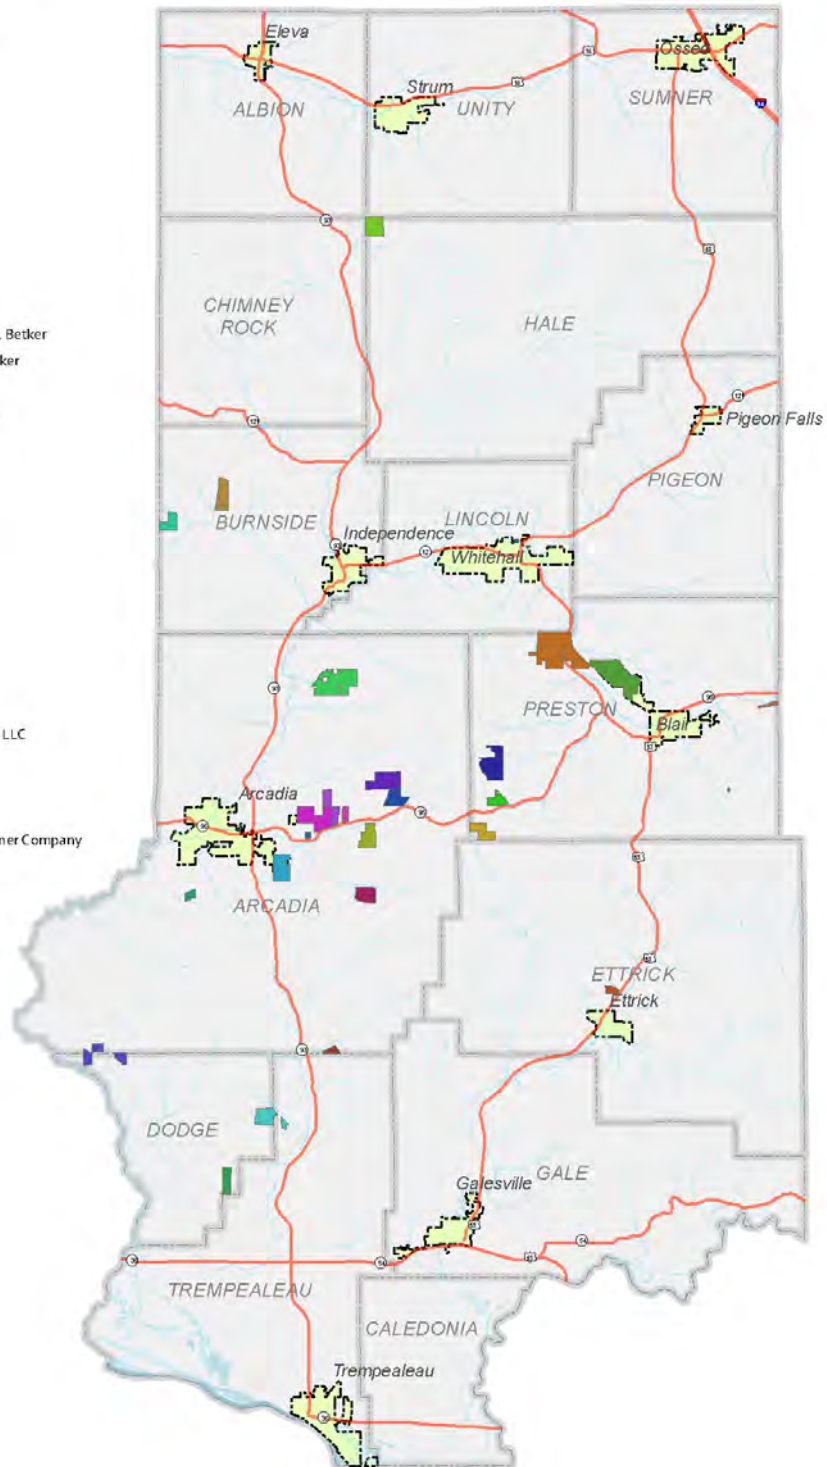 Eleva
Osseo
Strum
ALBION
UNITY
SUMNER
CHIMNEY
ROCK
HALE
. Betker
ker
Pigeon Falls
PIGEON
BURNSIDE
LINCOLN
Independence
Whitehall
PRESTON
Blair
LLC
Arcadia
ner Company
ARCADIA
ETTRICK
Ettrick
DODGE
GALE
Galesville
TREMPEALEAU
CALEDONIA
Trempealeau